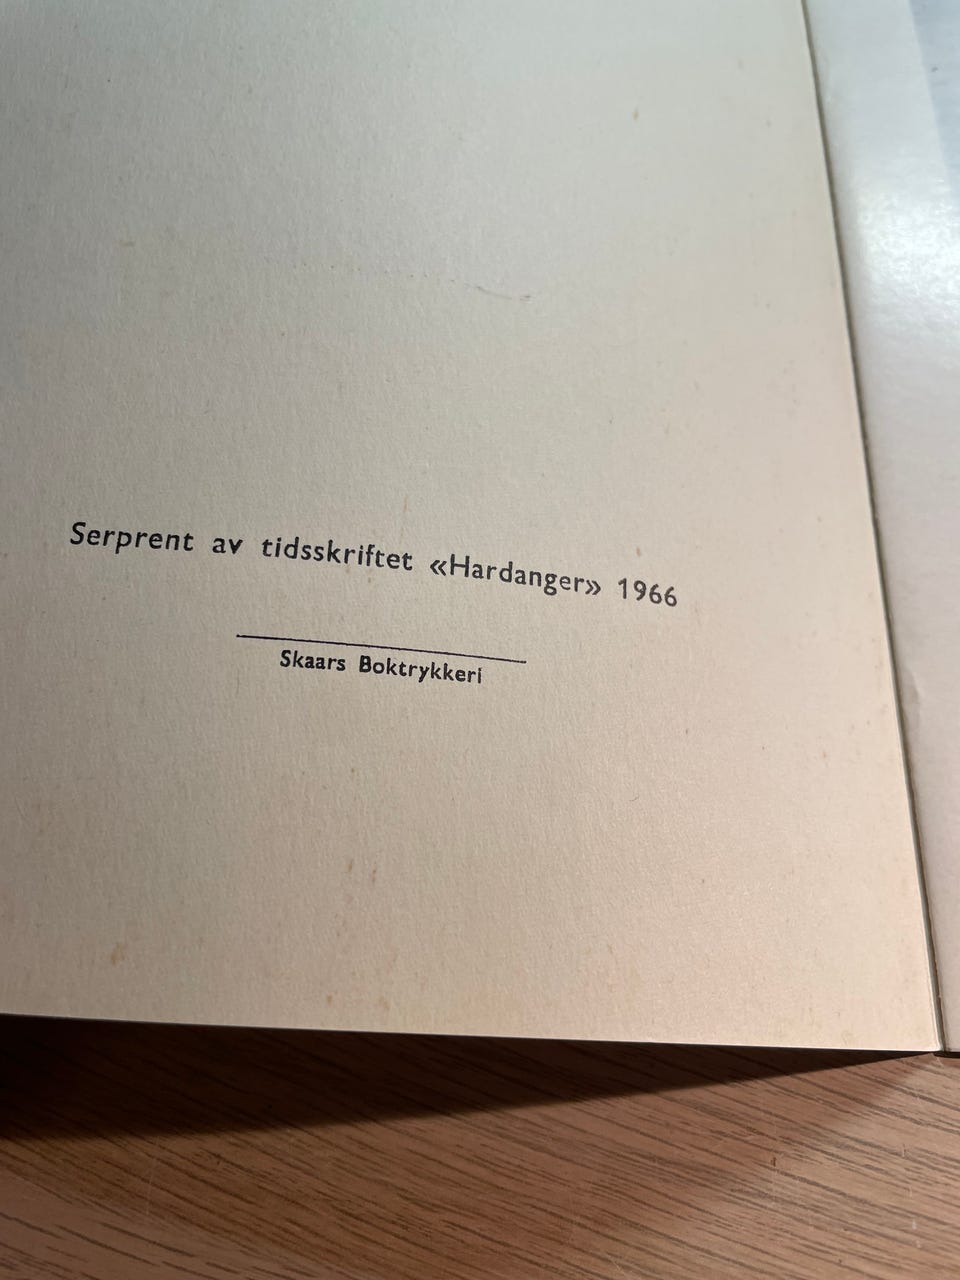 Serprent av tidsskriftet «Hardanger» 1966
Skaars Boktrykkeri